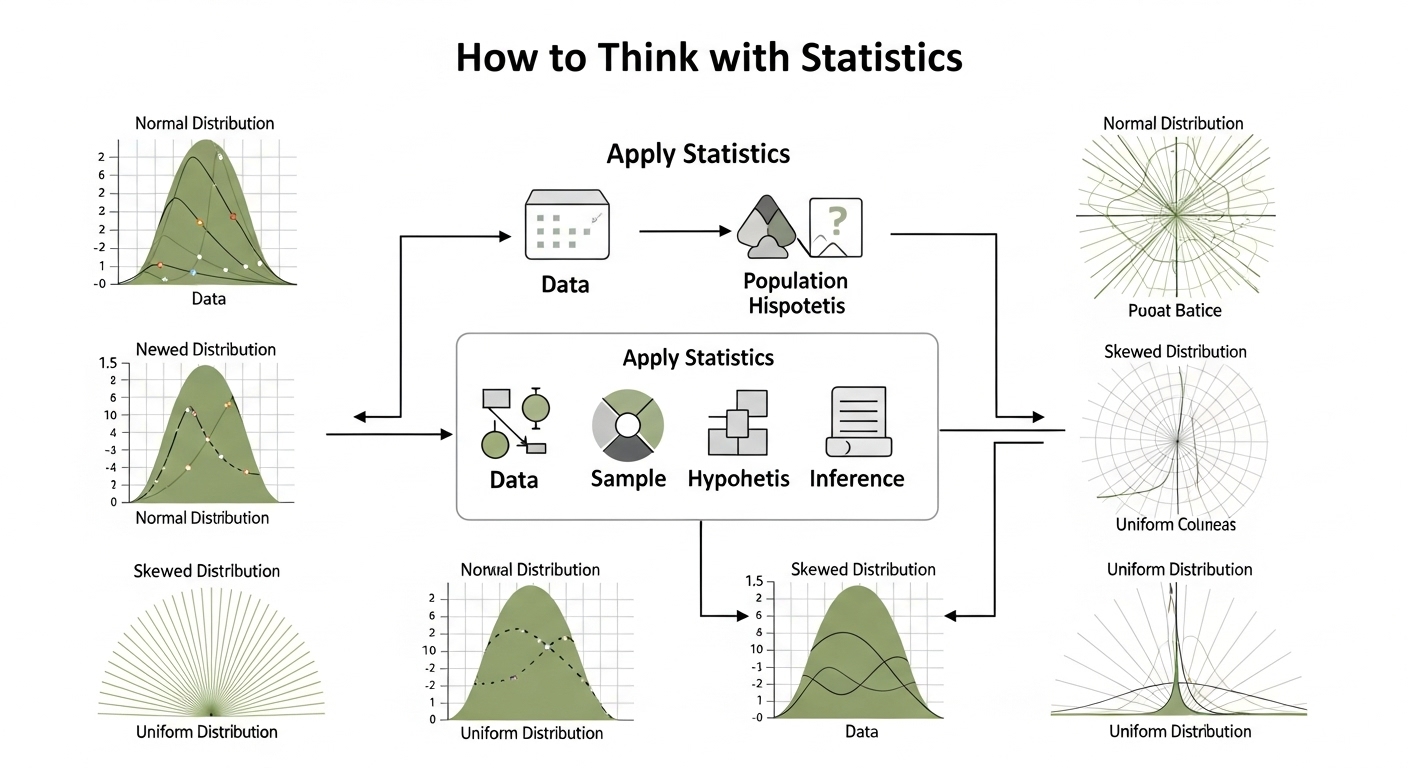 How to Think with Statistics
Normal Distribution
2
6
2
2
2
-2
1
-0
Data
Apply Statistics
Data
Population
Hispotetis
Normal Distribution
Puoat Batice
Newed Distribution
1.5
2
6
10
4
-3
-4
2
0
Normal Distribution
Apply Statistics
Data
Sample
Hypohetis
Inference
Skewed Distribution
Uniform Coluneas
Skewed Distribution
Uniform Distribution
Normal Distribution
2
6
2
10
-2
-2
1
0
Uniform Distribution
Skewed Distribution
1.5
2
6
10
-1
-2
1
-0
Data
Uniform Distribution
Uniform Distribution